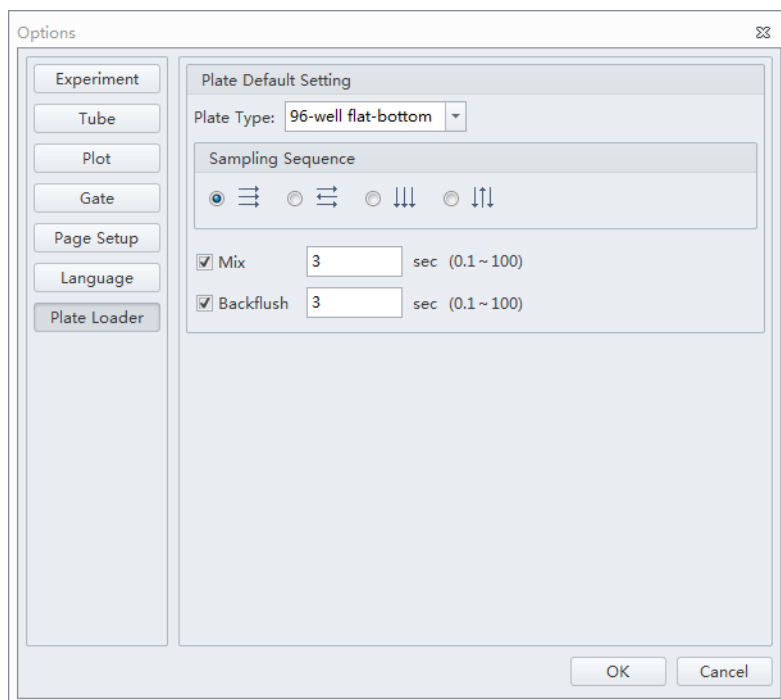 Options
Experiment
Tube
Plot
Gate
Page Setup
Language
Plate Loader
Plate Default Setting
Plate Type: 96-well flat-bottom
Sampling Sequence
Mix 3 sec (0.1 ~ 100)
Backflush 3 sec (0.1 ~ 100)
OK Cancel